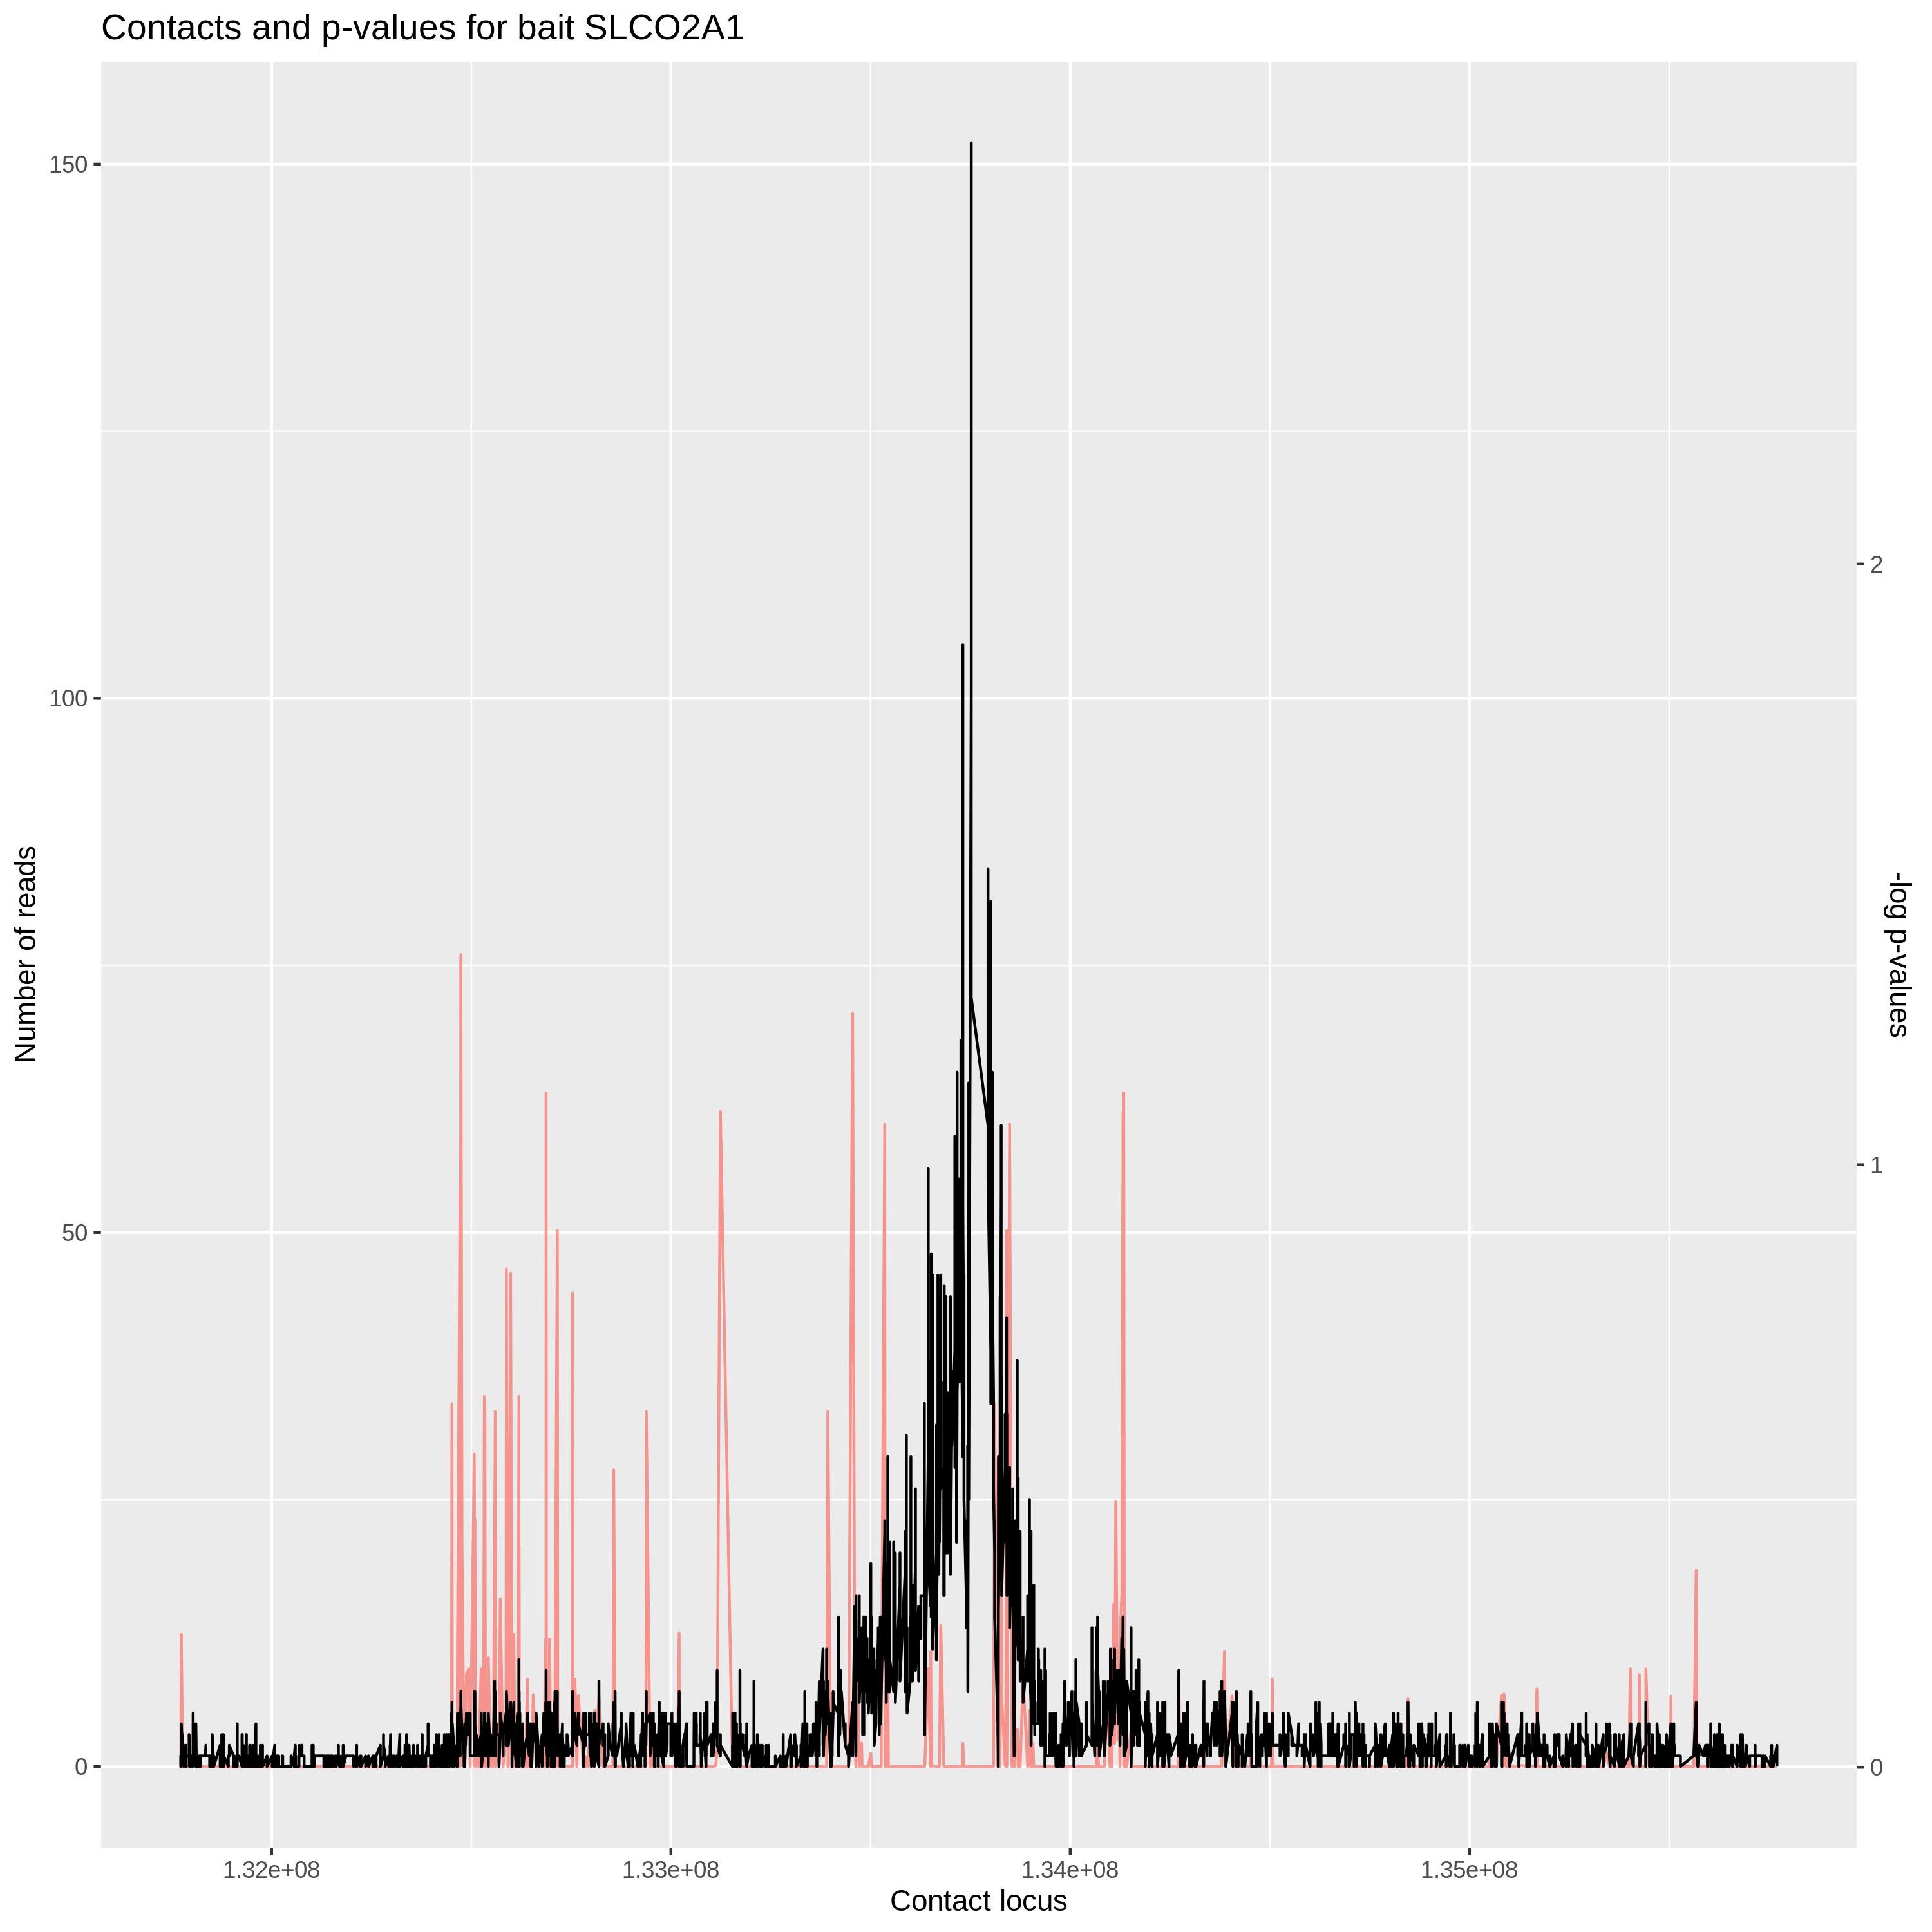 Contacts and p-values for bait SLCO2A1
150
100
50
0
Number of reads
2
1
0
-log p-values
1.32e+08
1.33e+08
1.34e+08
1.35e+08
Contact locus